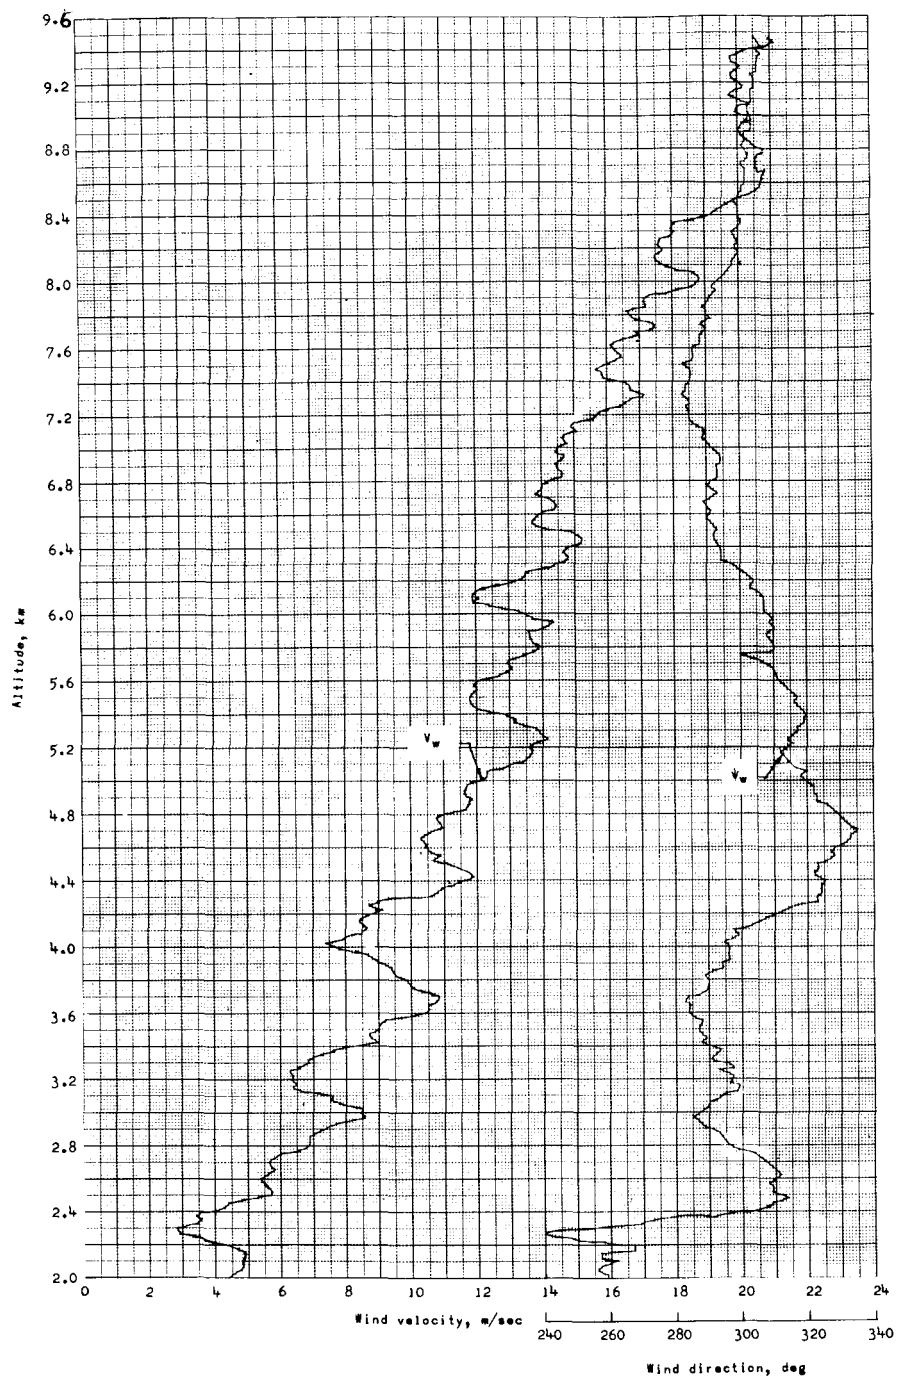 9.6
9.2
8.8
8.4
8.0
7.6
7.2
6.8
6.4
6.0
5.6
5.2
4.8
4.4
4.0
3.6
3.2
2.8
2.4
2.0
Altitude, km
Vw
ψw
0 2 4 6 8 10 12 14 16 18 20 22 24
Wind velocity, m/sec
240 260 280 300 320 340
Wind direction, deg